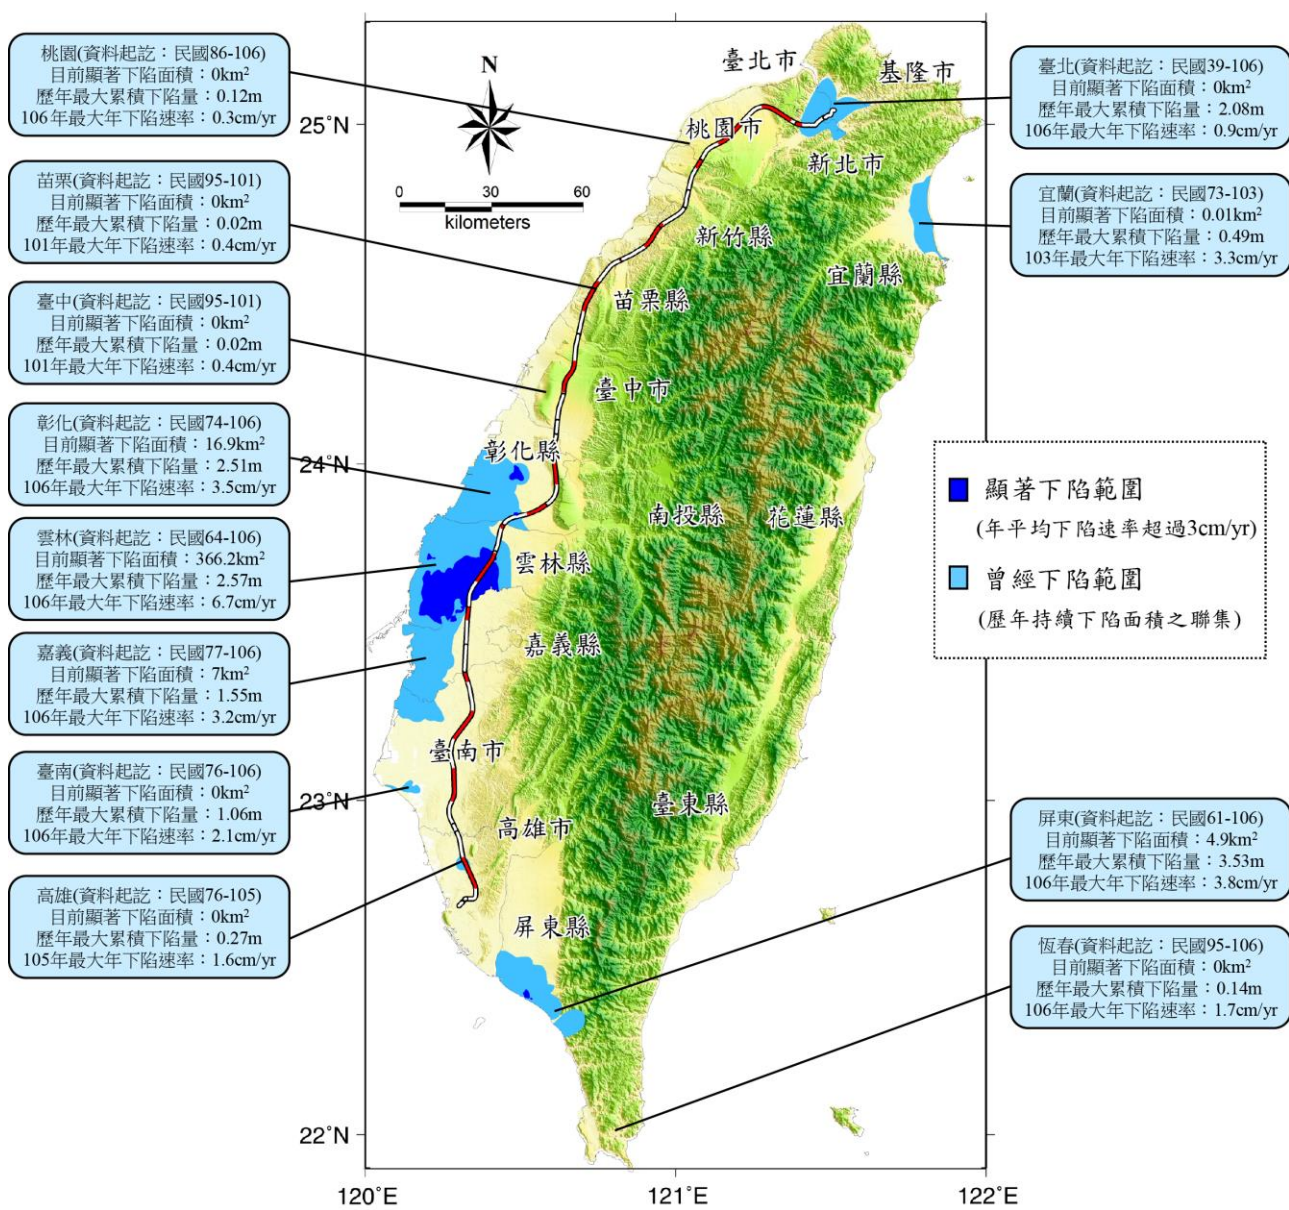 桃園(資料起訖：民國86-106)
目前顯著下陷面積：0km²
歷年最大累積下陷量：0.12m
106年最大年下陷速率：0.3cm/yr
苗栗(資料起訖：民國95-101)
目前顯著下陷面積：0km²
歷年最大累積下陷量：0.02m
101年最大年下陷速率：0.4cm/yr
臺中(資料起訖：民國95-101)
目前顯著下陷面積：0km²
歷年最大累積下陷量：0.02m
101年最大年下陷速率：0.4cm/yr
彰化(資料起訖：民國74-106)
目前顯著下陷面積：16.9km²
歷年最大累積下陷量：2.51m
106年最大年下陷速率：3.5cm/yr
雲林(資料起訖：民國64-106)
目前顯著下陷面積：366.2km²
歷年最大累積下陷量：2.57m
106年最大年下陷速率：6.7cm/yr
嘉義(資料起訖：民國77-106)
目前顯著下陷面積：7km²
歷年最大累積下陷量：1.55m
106年最大年下陷速率：3.2cm/yr
臺南(資料起訖：民國76-106)
目前顯著下陷面積：0km²
歷年最大累積下陷量：1.06m
106年最大年下陷速率：2.1cm/yr
高雄(資料起訖：民國76-105)
目前顯著下陷面積：0km²
歷年最大累積下陷量：0.27m
105年最大年下陷速率：1.6cm/yr
N
0 30 60
kilometers
25°N
24°N
23°N
22°N
120°E
121°E
122°E
臺北市
基隆市
桃園市
新北市
新竹縣
宜蘭縣
苗栗縣
臺中市
彰化縣
南投縣
花蓮縣
雲林縣
嘉義縣
臺南市
臺東縣
高雄市
屏東縣
臺北(資料起訖：民國39-106)
目前顯著下陷面積：0km²
歷年最大累積下陷量：2.08m
106年最大年下陷速率：0.9cm/yr
宜蘭(資料起訖：民國73-103)
目前顯著下陷面積：0.01km²
歷年最大累積下陷量：0.49m
103年最大年下陷速率：3.3cm/yr
顯著下陷範圍
(年平均下陷速率超過3cm/yr)
曾經下陷範圍
(歷年持續下陷面積之聯集)
屏東(資料起訖：民國61-106)
目前顯著下陷面積：4.9km²
歷年最大累積下陷量：3.53m
106年最大年下陷速率：3.8cm/yr
恆春(資料起訖：民國95-106)
目前顯著下陷面積：0km²
歷年最大累積下陷量：0.14m
106年最大年下陷速率：1.7cm/yr